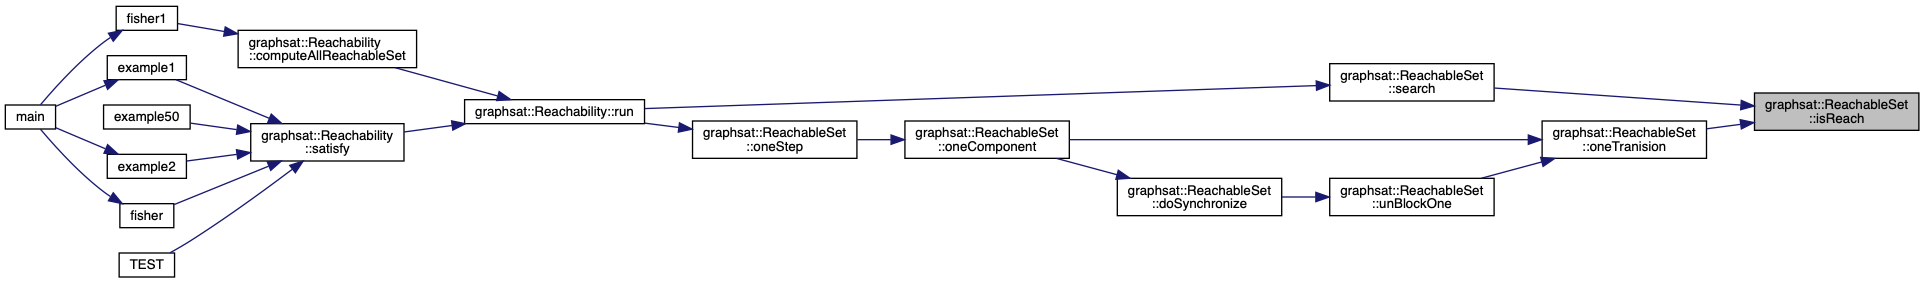 main
fisher1
example1
example50
example2
fisher
TEST
graphsat::Reachability
::computeAllReachableSet
graphsat::Reachability
::satisfy
graphsat::Reachability::run
graphsat::ReachableSet
::oneStep
graphsat::ReachableSet
::oneComponent
graphsat::ReachableSet
::doSynchronize
graphsat::ReachableSet
::search
graphsat::ReachableSet
::unBlockOne
graphsat::ReachableSet
::oneTranision
graphsat::ReachableSet
::isReach